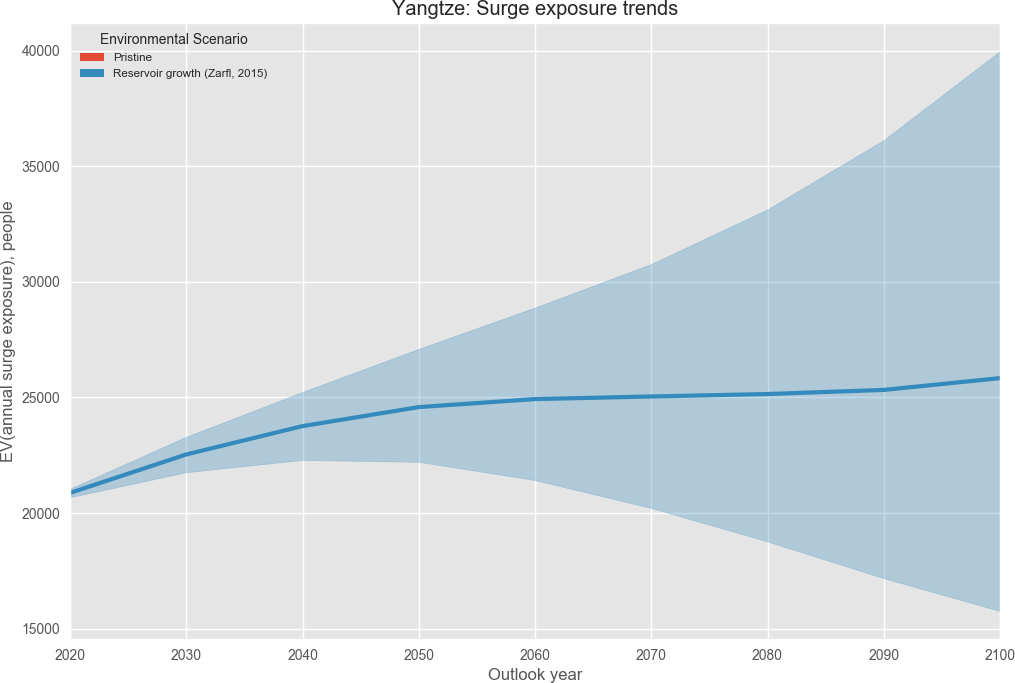 Yangtze: Surge exposure trends
Environmental Scenario
Pristine
Reservoir growth (Zarfl, 2015)
EV(annual surge exposure), people
40000
35000
30000
25000
20000
15000
2020 2030 2040 2050 2060 2070 2080 2090 2100
Outlook year